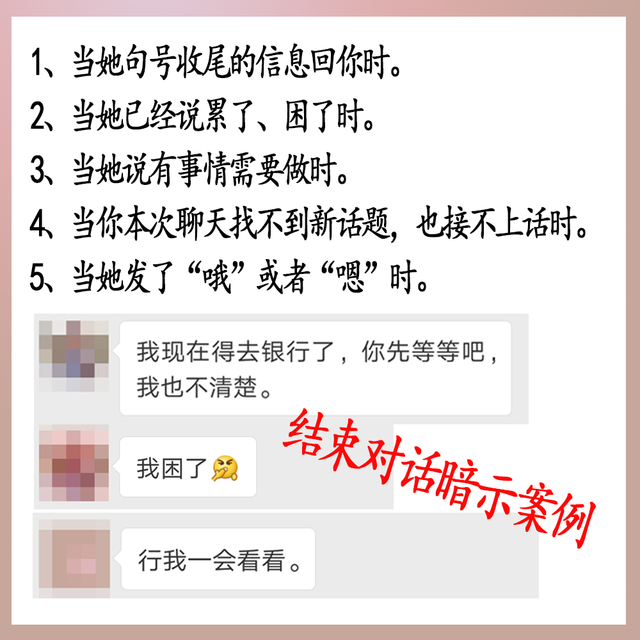 1、当她句号收尾的信息回你时。
2、当她已经说累了、困了时。
3、当她说有事情需要做时。
4、当你本次聊天找不到新话题，也接不上话时。
5、当她发了“哦”或者“嗯”时。
我现在得去银行了，你先等等吧，
我也不清楚。
结束对话暗示案例
我困了
行我一会看看。